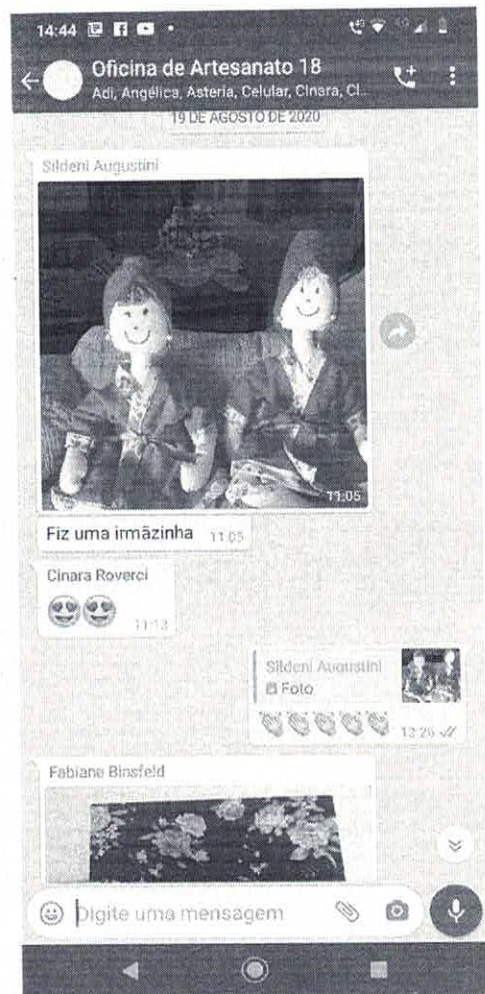 14:44
Oficina de Artesanato 18
Adi, Angélica, Asteria, Celular, Cinara, Cl...
19 DE AGOSTO DE 2020
Sildeni Augustini
11:05
Fiz uma irmãzinha 11:05
Cinara Roverci
11:13
Sildeni Augustini
Foto
13:26
Fabiane Binsfeld
Digite uma mensagem